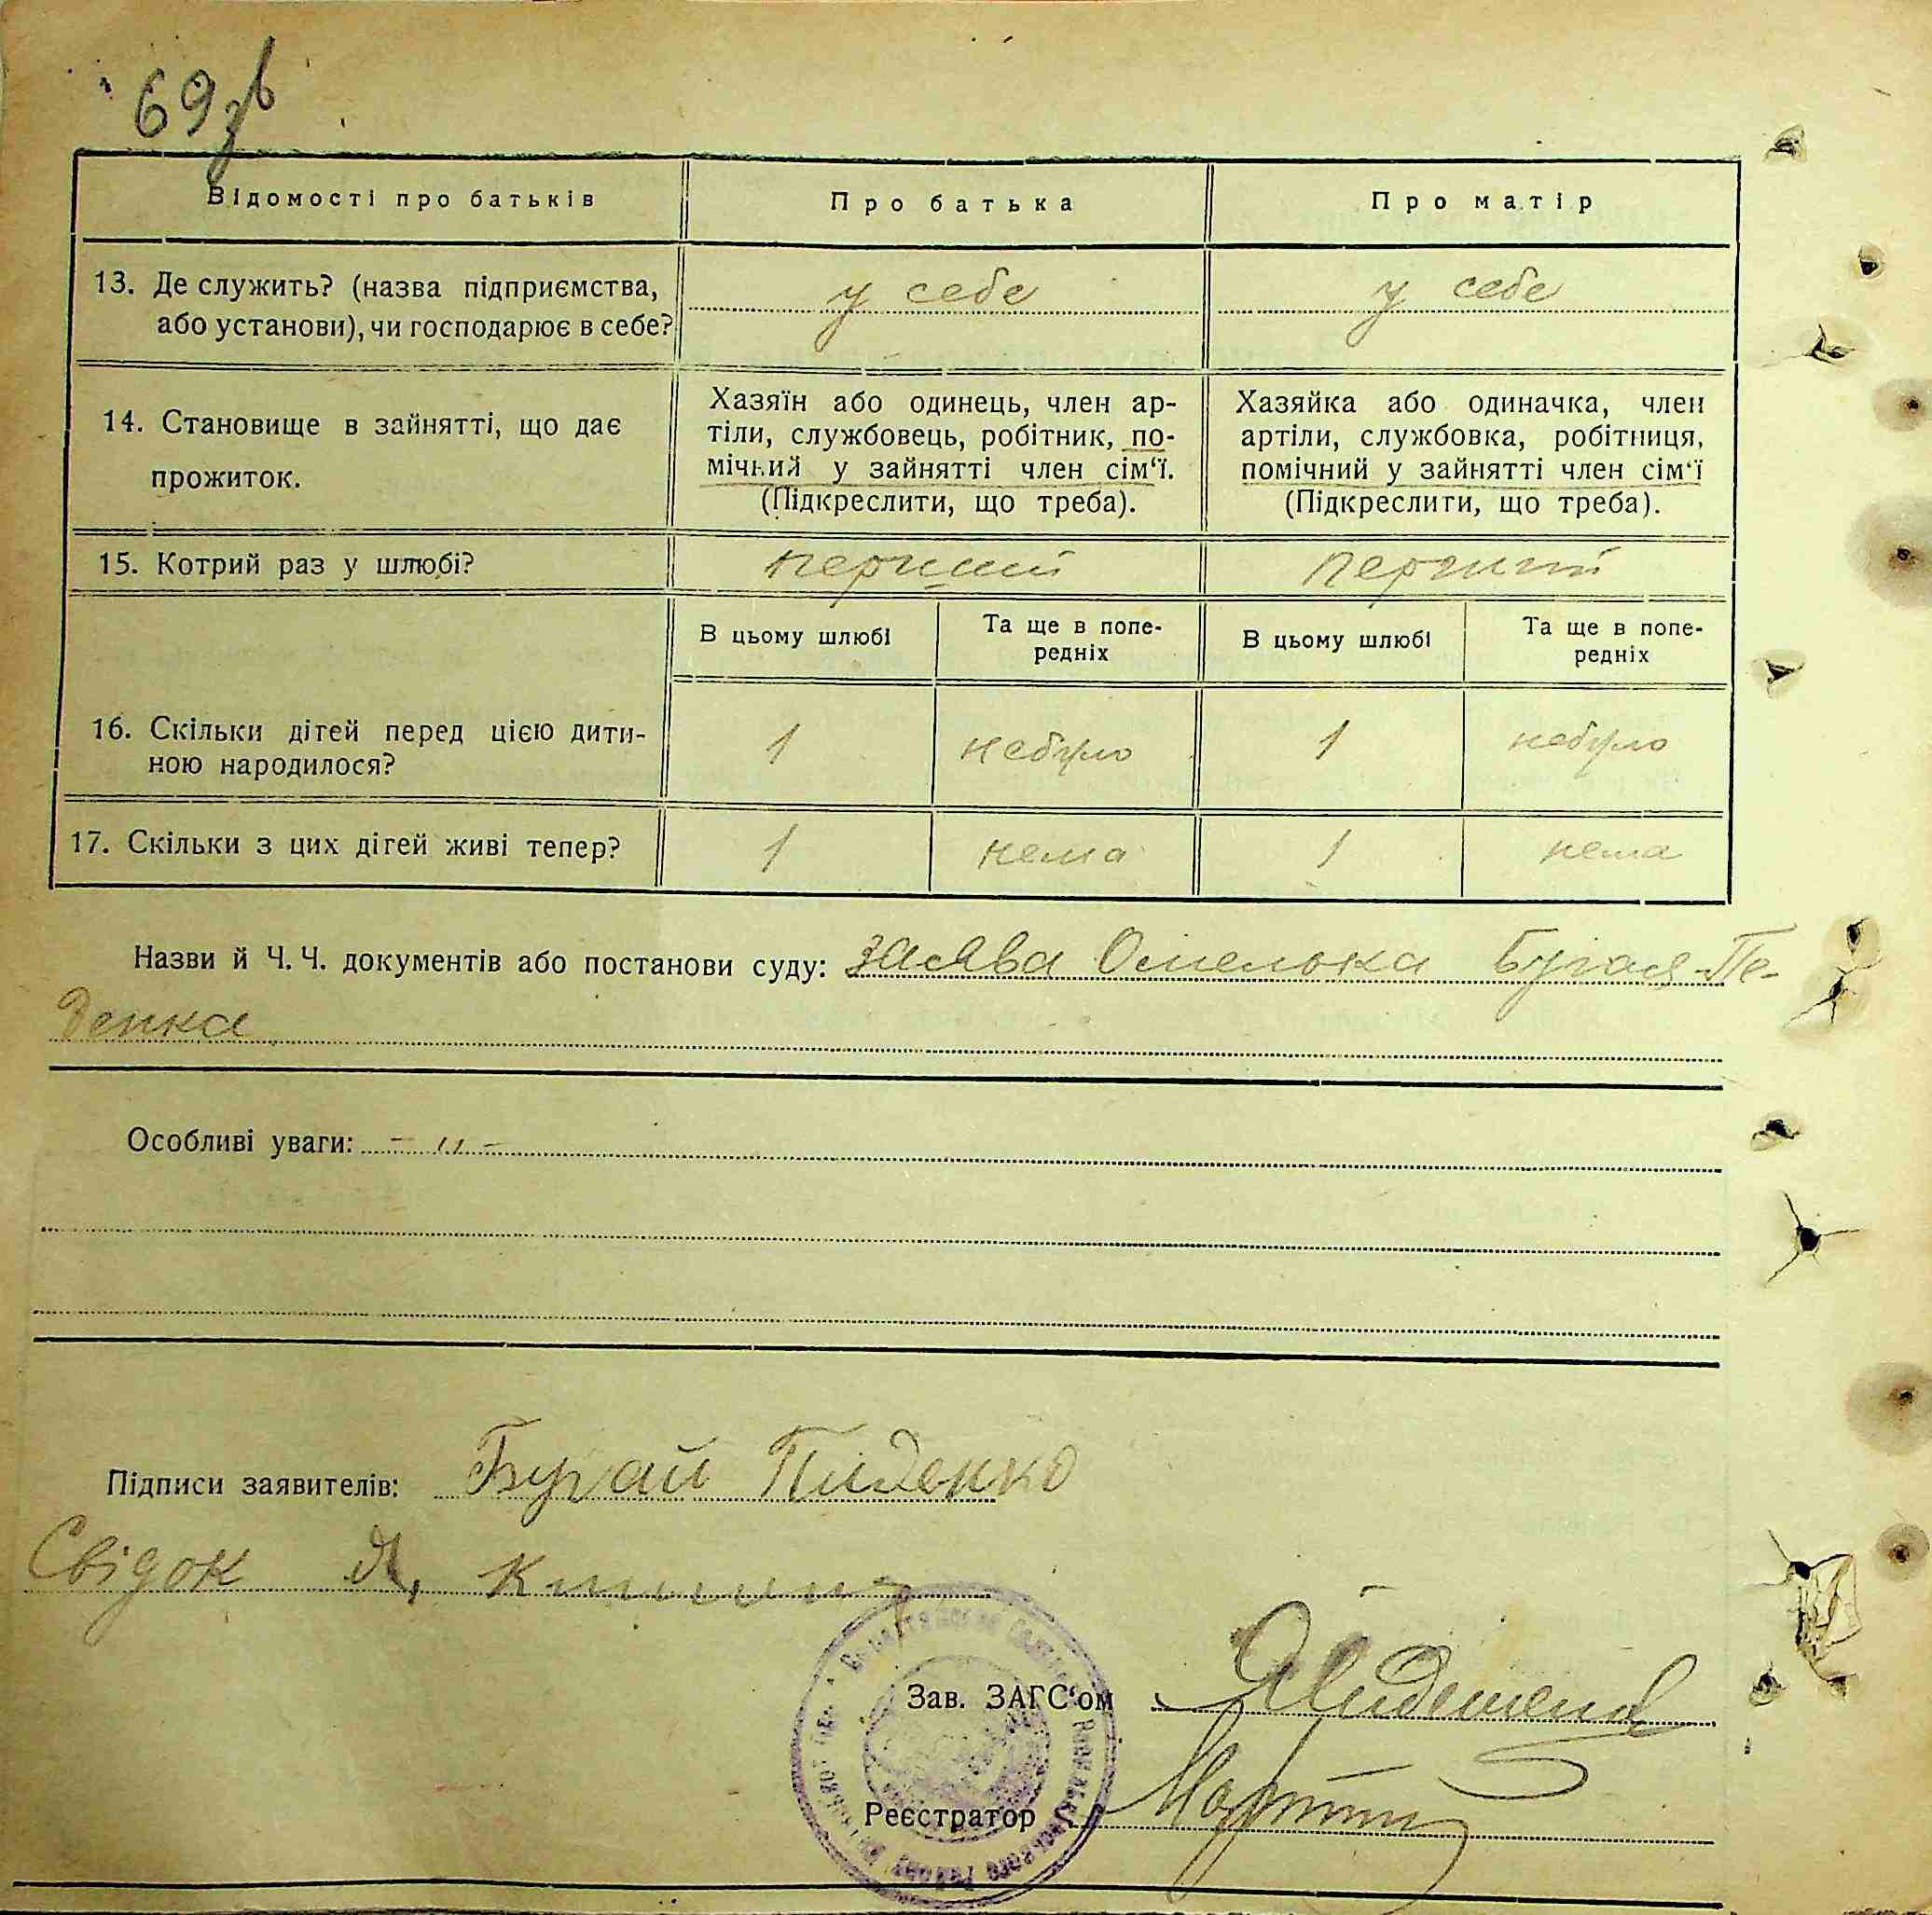 69 зв
Відомості про батьків
Про батька
Про матір
13. Де служить? (назва підприємства,
або установи), чи господарює в себе?
у себе
у себе
14. Становище в зайнятті, що дає
прожиток.
Хазяїн або одинець, член ар-
тіли, службовець, робітник, по-
мічний у зайнятті член сім'ї.
(Підкреслити, що треба).
Хазяйка або одиначка, член
артіли, службовка, робітниця,
помічний у зайнятті член сім'ї
(Підкреслити, що треба).
15. Котрий раз у шлюбі?
перший
перший
В цьому шлюбі
Та ще в попе-
редніх
В цьому шлюбі
Та ще в попе-
редніх
16. Скільки дітей перед цією дити-
ною народилося?
1
небуло
1
небуло
17. Скільки з цих дітей живі тепер?
1
нема
1
нема
Назви й Ч. Ч. документів або постанови суду: заява Омелька Бугая-Пе-
денка
Особливі уваги: - " -
Підписи заявителів: Бугай Пиденко
Свідок
Зав. ЗАГС'ом
Реєстратор